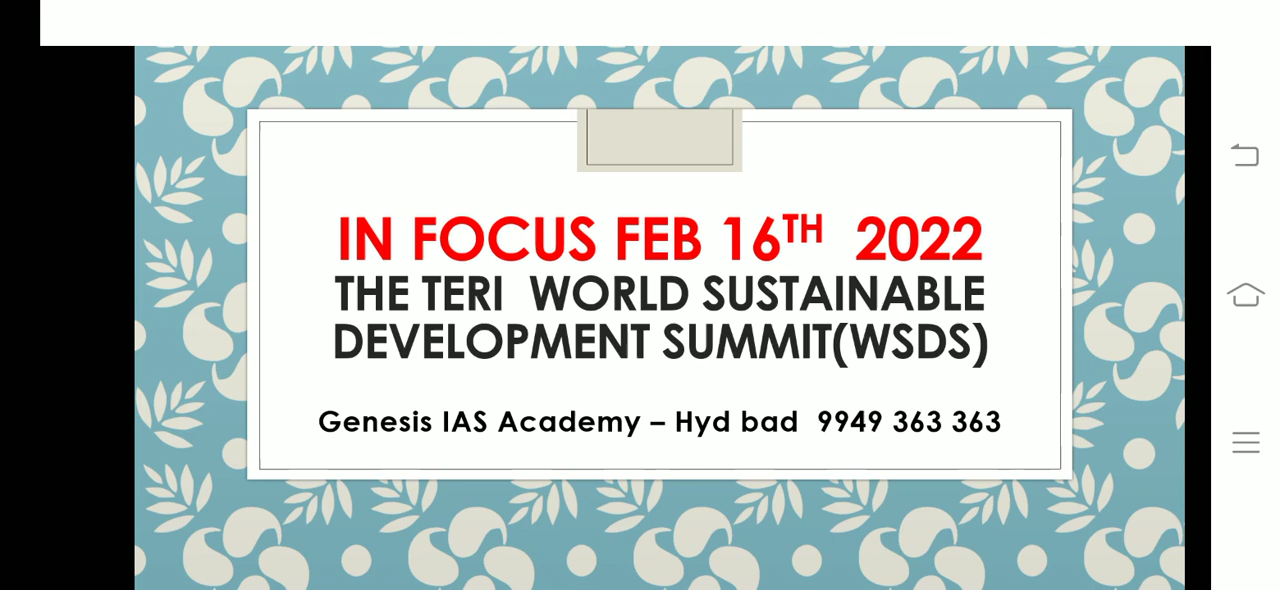 IN FOCUS FEB 16TH 2022
THE TERI WORLD SUSTAINABLE
DEVELOPMENT SUMMIT(WSDS)
Genesis IAS Academy – Hyd bad 9949 363 363